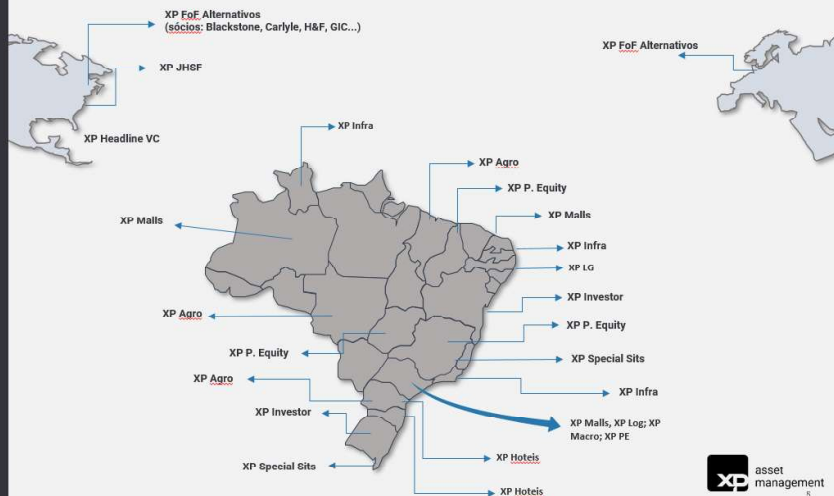 XP FoF Alternativos
(sócios: Blackstone, Carlyle, H&F, GIC...)
XP FoF Alternativos
XP JHSF
XP Headline VC
XP Infra
XP Agro
XP P. Equity
XP Malls
XP Malls
XP Infra
XP LG
XP Investor
XP Agro
XP P. Equity
XP P. Equity
XP Special Sits
XP Agro
XP Infra
XP Investor
XP Malls, XP Log; XP
Macro; XP PE
XP Hoteis
XP Special Sits
XP Hoteis
xp asset
management